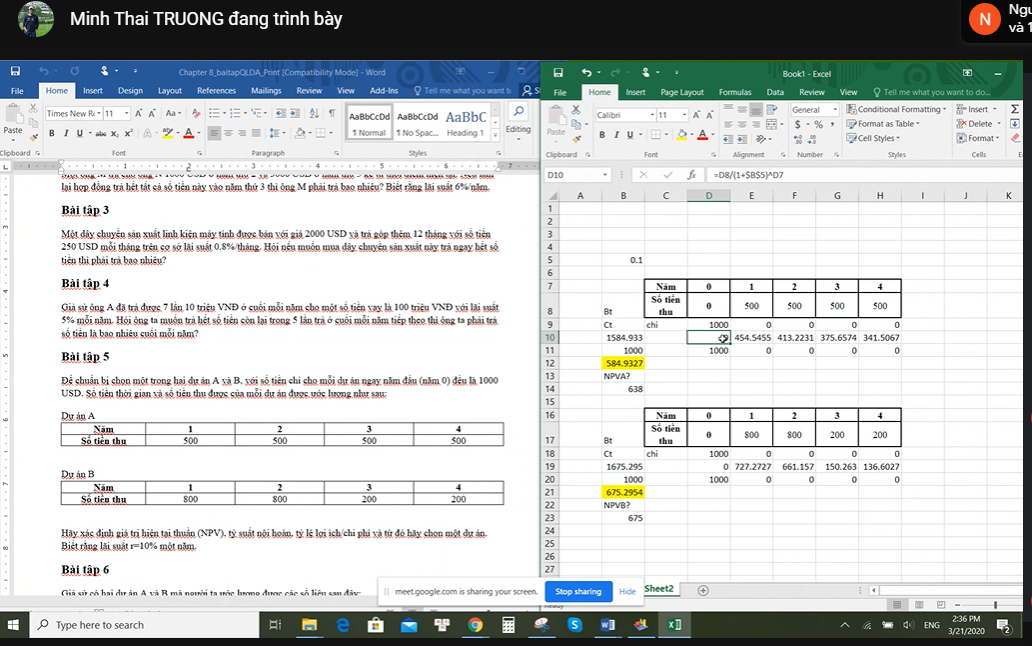 Minh Thai TRUONG đang trình bày
N
Chapter 8_baitapQLDA_Print [Compatibility Mode] - Word
File Home Insert Design Layout References Mailings Review View Add-Ins Tell me what you want
Paste
Times New Ro 11
B I U abc X₂ X²
AaBbCcDd AaBbCcDd AaBbC
¶ Normal ¶ No Spac... Heading 1
Editing
Clipboard Font Paragraph Styles
lại hợp đồng trả hết tất cả số tiền này vào năm thứ 3 thì ông M phải trả bao nhiêu? Biết rằng lãi suất 6%/năm.
Bài tập 3
Một dây chuyền sản xuất linh kiện máy tính được bán với giá 2000 USD và trả góp thêm 12 tháng với số tiền
250 USD mỗi tháng trên cơ sở lãi suất 0.8%/tháng. Hỏi nếu muốn mua dây chuyền sản xuất này trả ngay hết số
tiền thì phải trả bao nhiêu?
Bài tập 4
Giả sử ông A đã trả được 7 lần 10 triệu VNĐ ở cuối mỗi năm cho một số tiền vay là 100 triệu VNĐ với lãi suất
5% mỗi năm. Hỏi ông ta muốn trả hết số tiền còn lại trong 5 lần trả ở cuối mỗi năm tiếp theo thì ông ta phải trả
số tiền là bao nhiêu cuối mỗi năm?
Bài tập 5
Để chuẩn bị chọn một trong hai dự án A và B, với số tiền chi cho mỗi dự án ngay năm đầu (năm 0) đều là 1000
USD. Số tiền thời gian và số tiền thu được của mỗi dự án được ước lượng như sau:
Dự án A
Năm 1 2 3 4
Số tiền thu 500 500 500 500
Dự án B
Năm 1 2 3 4
Số tiền thu 800 800 200 200
Hãy xác định giá trị hiện tại thuần (NPV), tỷ suất nội hoàn, tỷ lệ lợi ích/chi phí và từ đó hãy chọn một dự án.
Biết rằng lãi suất r=10% một năm.
Bài tập 6
Giả sử có hai dự án A và B mà người ta ước lượng được các số liệu sau đây:
Book1 - Excel
File Home Insert Page Layout Formulas Data Review View Tell me what you want to do...
Paste
Calibri 11
B I U
General
$ % ,
Conditional Formatting
Format as Table
Cell Styles
Insert
Delete
Format
Clipboard Font Alignment Number Styles Cells
D10 fx =D8/(1+$B$5)^D7
A B C D E F G H I J K
1
2
3
4
5 0.1
6
7 Năm 0 1 2 3 4
8 Bt Số tiền thu 0 500 500 500 500
9 Ct chi 1000 0 0 0 0
10 1584.933 454.5455 413.2231 375.6574 341.5067
11 1000 1000 0 0 0 0
12 584.9327
13 NPVA?
14 638
15
16 Năm 0 1 2 3 4
17 Bt Số tiền thu 0 800 800 200 200
18 Ct chi 1000 0 0 0 0
19 1675.295 0 727.2727 661.157 150.263 136.6027
20 1000 1000 0 0 0 0
21 675.2954
22 NPVB?
23 675
24
25
26
27
Sheet2
meet.google.com is sharing your screen. Stop sharing Hide
Type here to search
ENG
2:36 PM
3/21/2020
2